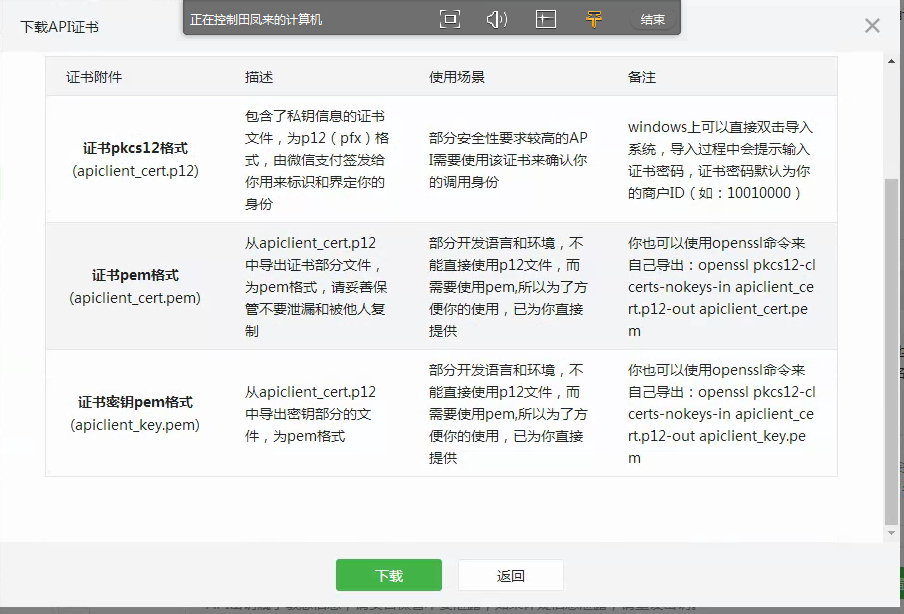 下载API证书
正在控制田凤来的计算机
结束
证书附件 描述 使用场景 备注
证书pkcs12格式
(apiclient_cert.p12)
包含了私钥信息的证书
文件，为p12（pfx）格
式，由微信支付签发给
你用来标识和界定你的
身份
部分安全性要求较高的AP
I需要使用该证书来确认你
的调用身份
windows上可以直接双击导入
系统，导入过程中会提示输入
证书密码，证书密码默认为你
的商户ID（如：10010000）
证书pem格式
(apiclient_cert.pem)
从apiclient_cert.p12
中导出证书部分文件，
为pem格式，请妥善保
管不要泄漏和被他人复
制
部分开发语言和环境，不
能直接使用p12文件，而
需要使用pem,所以为了方
便你的使用，已为你直接
提供
你也可以使用openssl命令来
自己导出：openssl pkcs12-cl
certs-nokeys-in apiclient_ce
rt.p12-out apiclient_cert.pe
m
证书密钥pem格式
(apiclient_key.pem)
从apiclient_cert.p12
中导出密钥部分的文
件，为pem格式
部分开发语言和环境，不
能直接使用p12文件，而
需要使用pem,所以为了方
便你的使用，已为你直接
提供
你也可以使用openssl命令来
自己导出：openssl pkcs12-cl
certs-nokeys-in apiclient_ce
rt.p12-out apiclient_key.pe
m
下载
返回